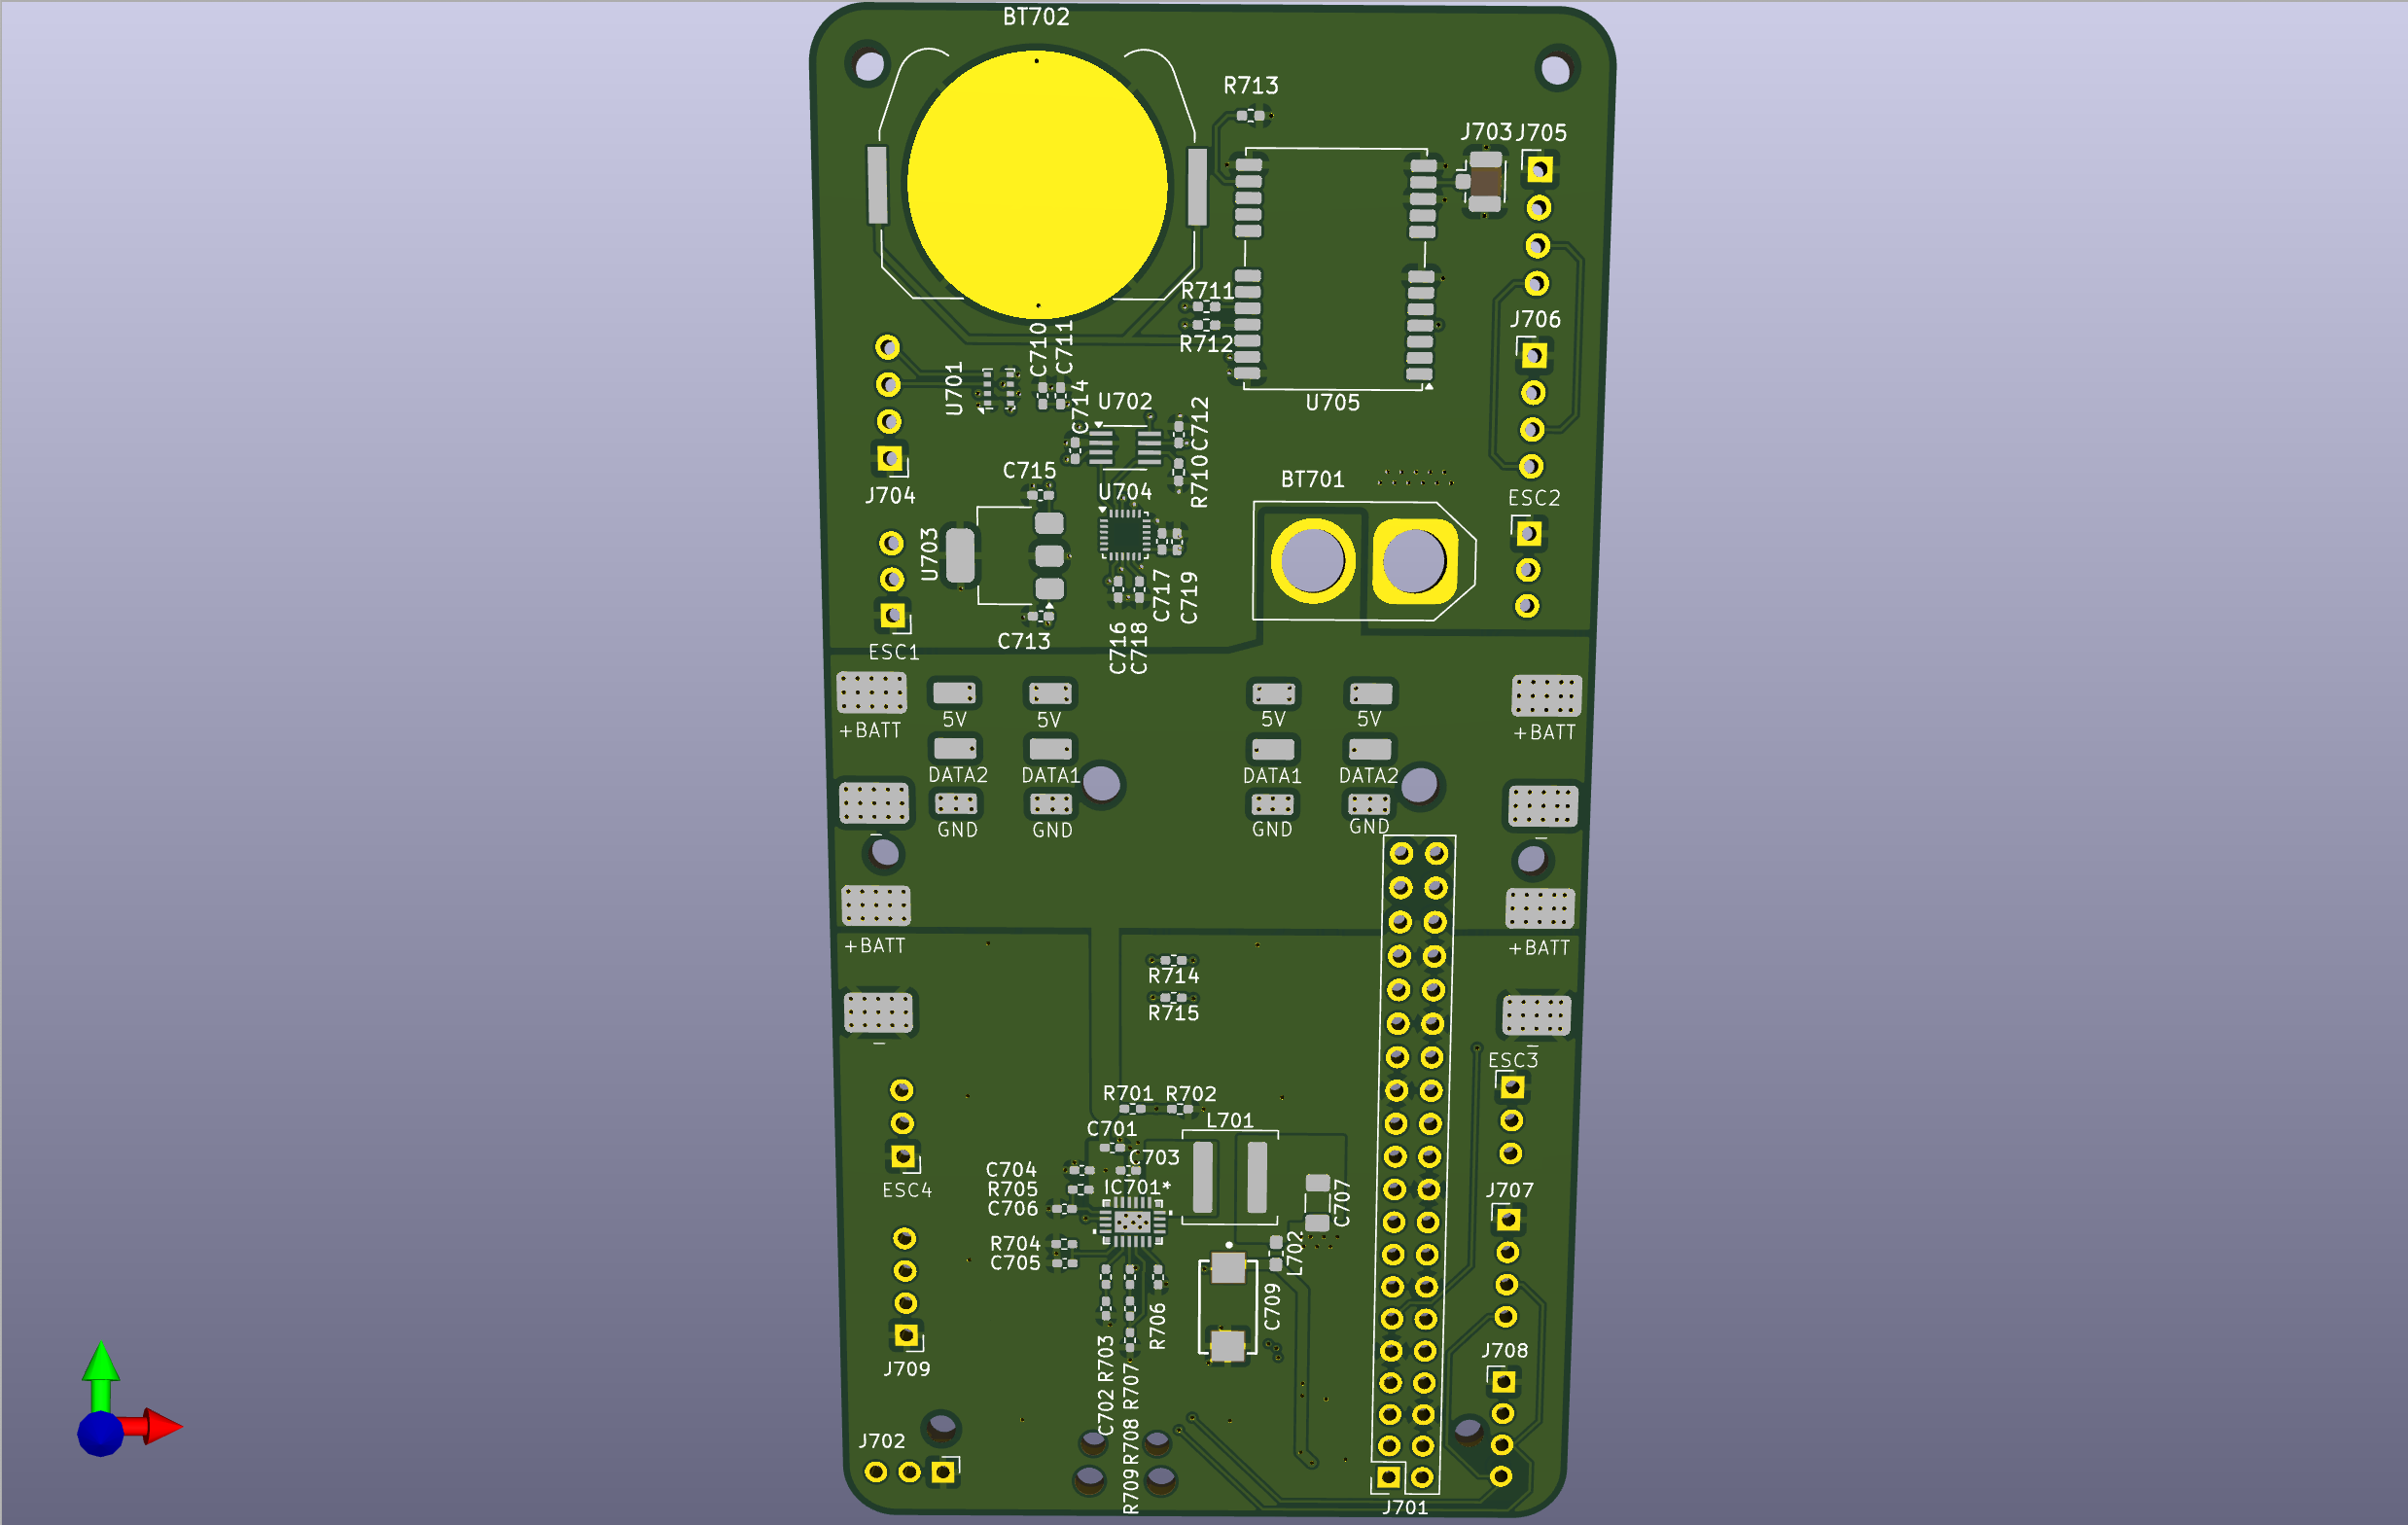 BT702
R713
J703
J705
R711
R712
J706
U705
C710
C711
U701
C714
U702
C712
R710
J704
C715
U704
BT701
ESC2
U703
C717
C719
C713
C716
C718
ESC1
+BATT
5V
5V
5V
5V
+BATT
DATA2
DATA1
DATA1
DATA2
–
GND
GND
GND
GND
–
+BATT
+BATT
R714
R715
–
–
ESC3
R701
R702
L701
C701
C703
C704
R705
C706
IC701*
ESC4
C707
J707
R704
C705
L702
C709
R706
R703
R707
J708
J709
C702
R708
R709
J702
J701